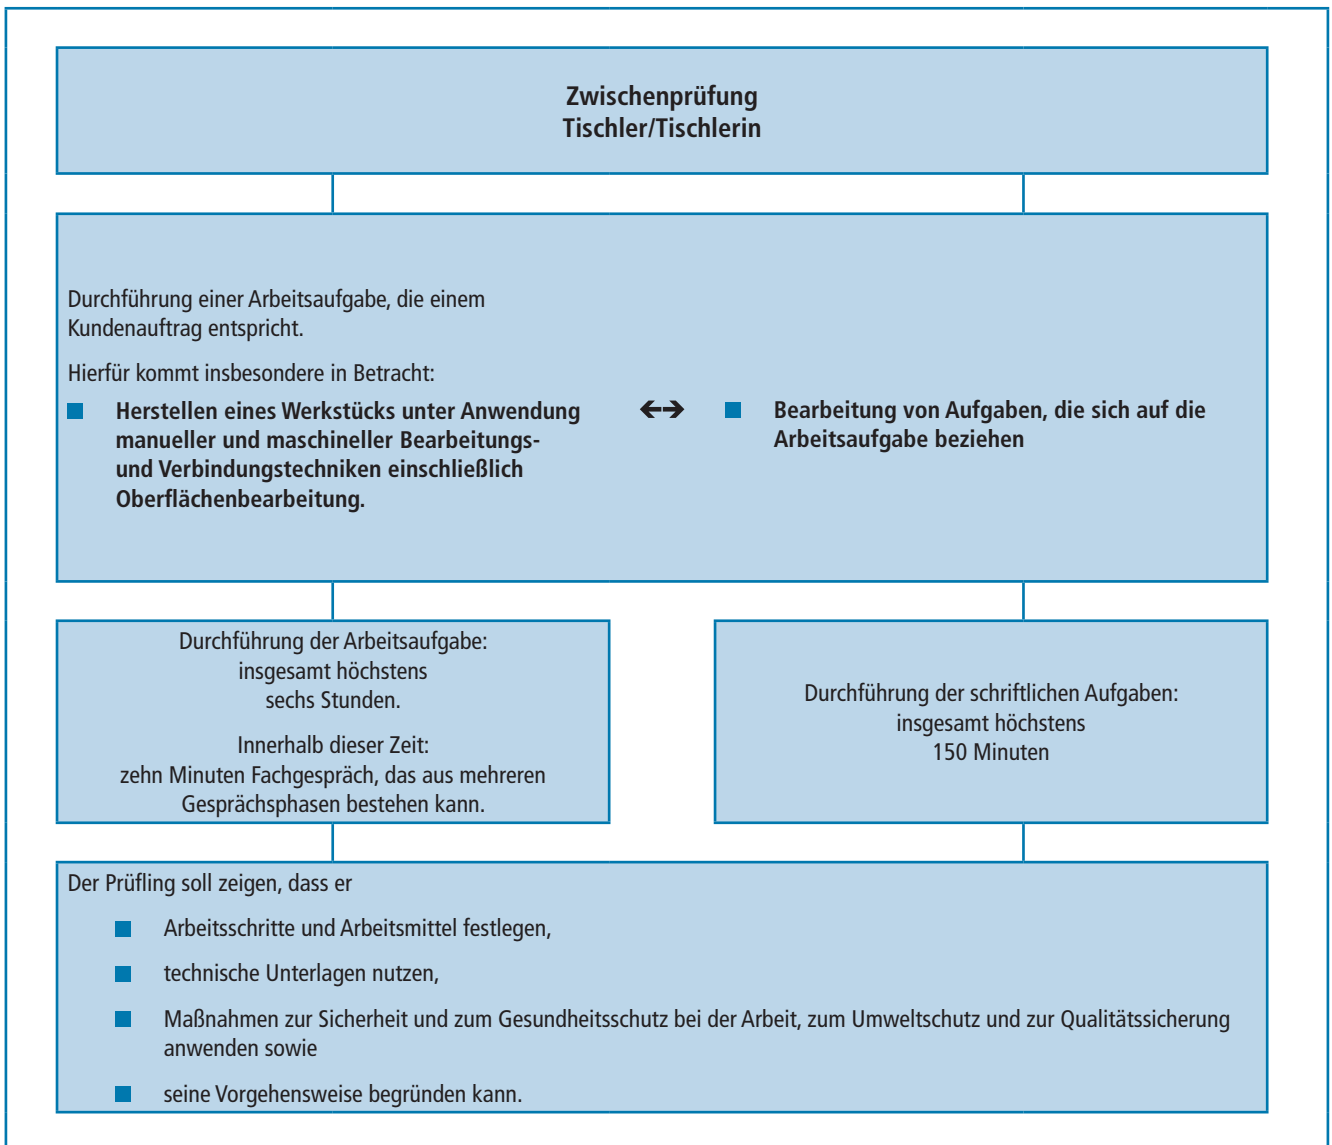 Zwischenprüfung
Tischler/Tischlerin
Durchführung einer Arbeitsaufgabe, die einem
Kundenauftrag entspricht.
Hierfür kommt insbesondere in Betracht:
Herstellen eines Werkstücks unter Anwendung
manueller und maschineller Bearbeitungs-
und Verbindungstechniken einschließlich
Oberflächenbearbeitung.
Bearbeitung von Aufgaben, die sich auf die
Arbeitsaufgabe beziehen
Durchführung der Arbeitsaufgabe:
insgesamt höchstens
sechs Stunden.
Innerhalb dieser Zeit:
zehn Minuten Fachgespräch, das aus mehreren
Gesprächsphasen bestehen kann.
Durchführung der schriftlichen Aufgaben:
insgesamt höchstens
150 Minuten
Der Prüfling soll zeigen, dass er
Arbeitsschritte und Arbeitsmittel festlegen,
technische Unterlagen nutzen,
Maßnahmen zur Sicherheit und zum Gesundheitsschutz bei der Arbeit, zum Umweltschutz und zur Qualitätssicherung
anwenden sowie
seine Vorgehensweise begründen kann.